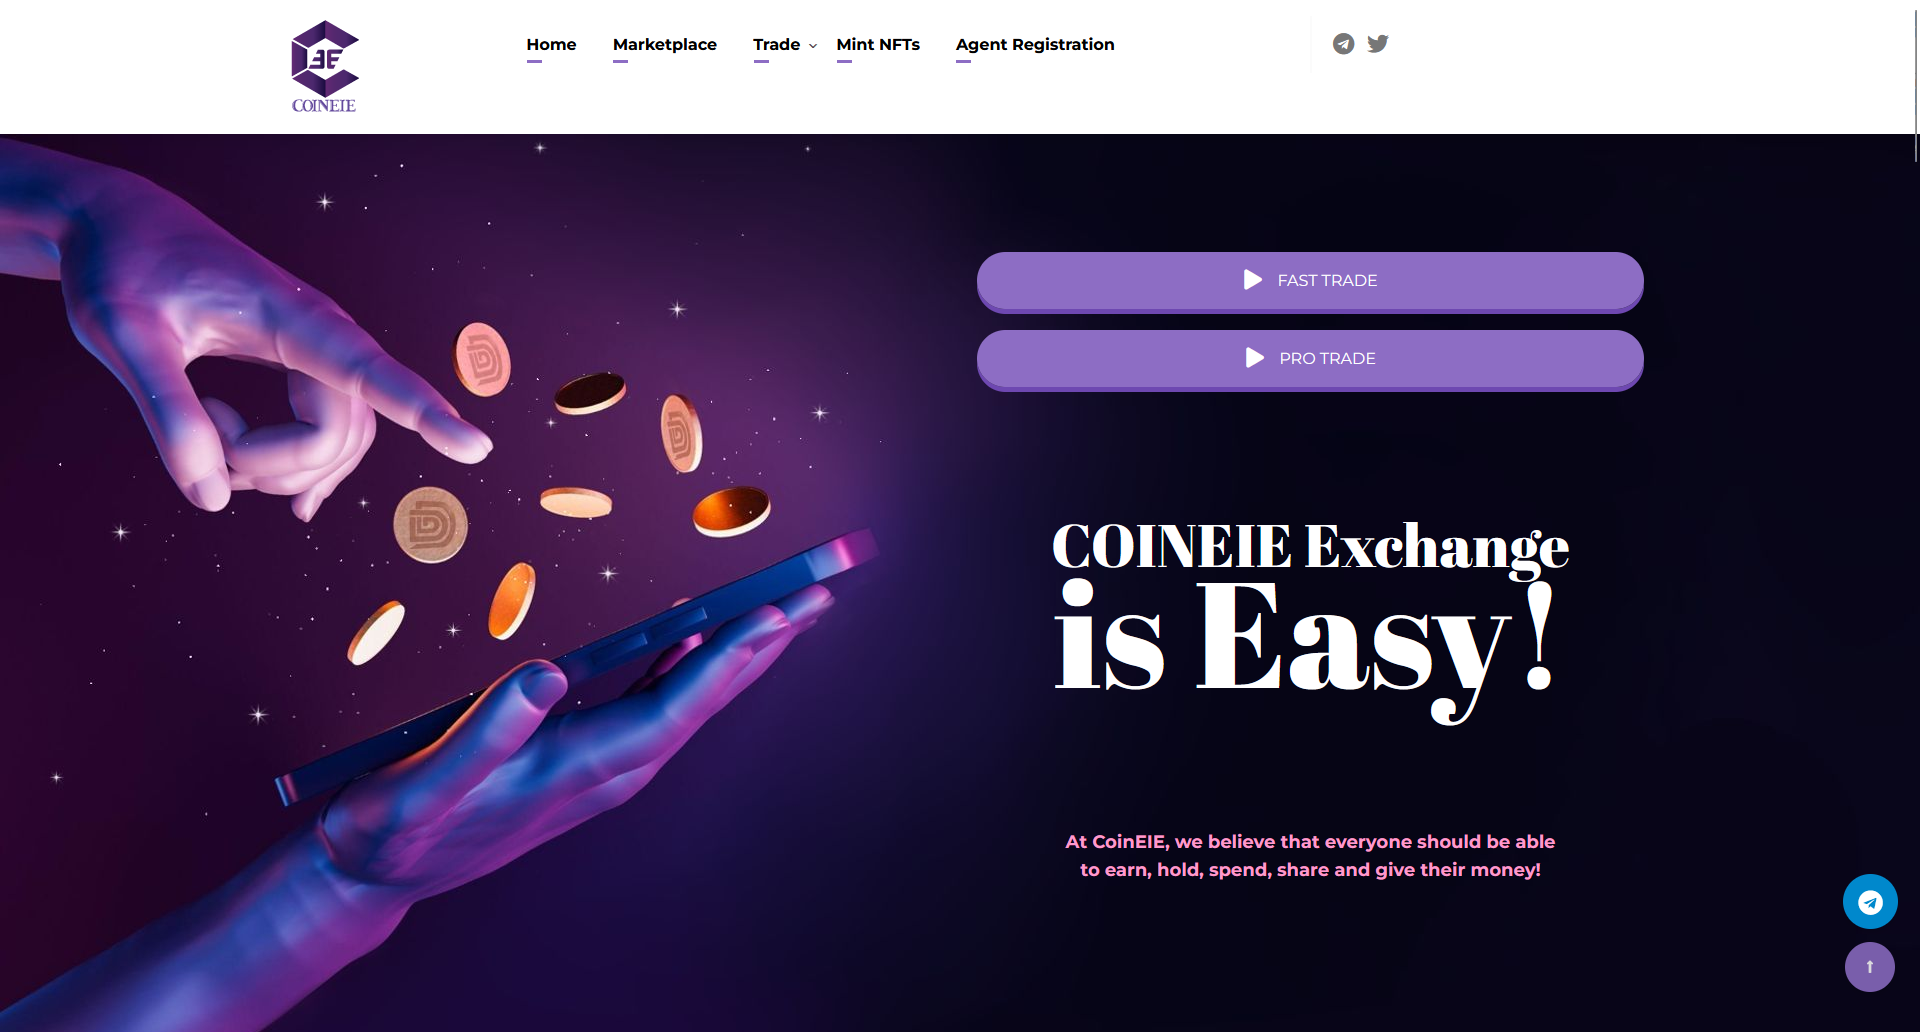 COINEIE
Home
Marketplace
Trade
Mint NFTs
Agent Registration
FAST TRADE
PRO TRADE
COINEIE Exchange
is Easy!
At CoinEIE, we believe that everyone should be able
to earn, hold, spend, share and give their money!